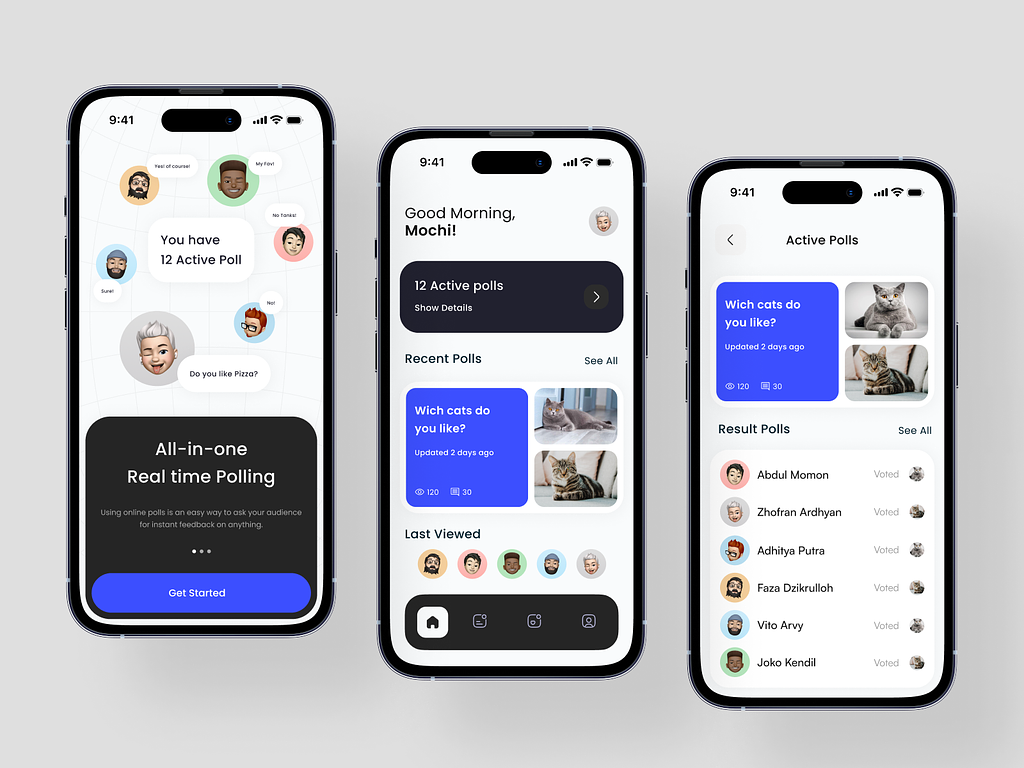 9:41
Yes! of course!
My Fav!
No Tanks!
You have
12 Active Poll
Sure!
No!
Do you like Pizza?
All-in-one
Real time Polling
Using online polls is an easy way to ask your audience
for instant feedback on anything.
Get Started
9:41
Good Morning,
Mochi!
12 Active polls
Show Details
Recent Polls
See All
Wich cats do
you like?
Updated 2 days ago
120
30
Last Viewed
9:41
Active Polls
Wich cats do
you like?
Updated 2 days ago
120
30
Result Polls
See All
Abdul Momon
Voted
Zhofran Ardhyan
Voted
Adhitya Putra
Voted
Faza Dzikrulloh
Voted
Vito Arvy
Voted
Joko Kendil
Voted